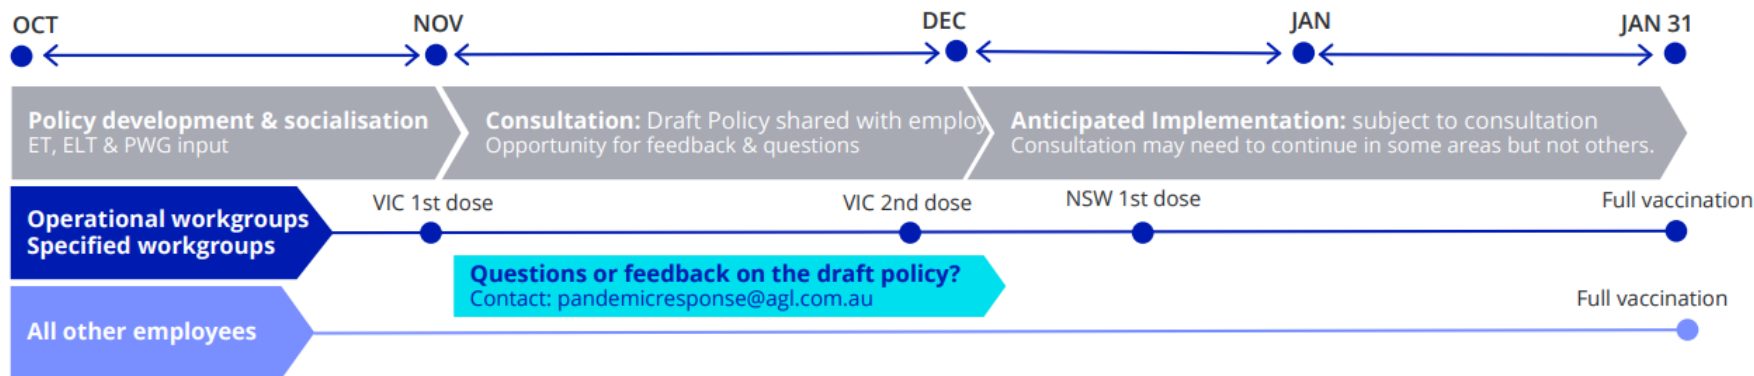 OCT
NOV
DEC
JAN
JAN 31
Policy development & socialisation
ET, ELT & PWG input
Consultation: Draft Policy shared with employ
Opportunity for feedback & questions
Anticipated Implementation: subject to consultation
Consultation may need to continue in some areas but not others.
Operational workgroups
Specified workgroups
VIC 1st dose
VIC 2nd dose
NSW 1st dose
Full vaccination
Questions or feedback on the draft policy?
Contact: pandemicresponse@agl.com.au
All other employees
Full vaccination